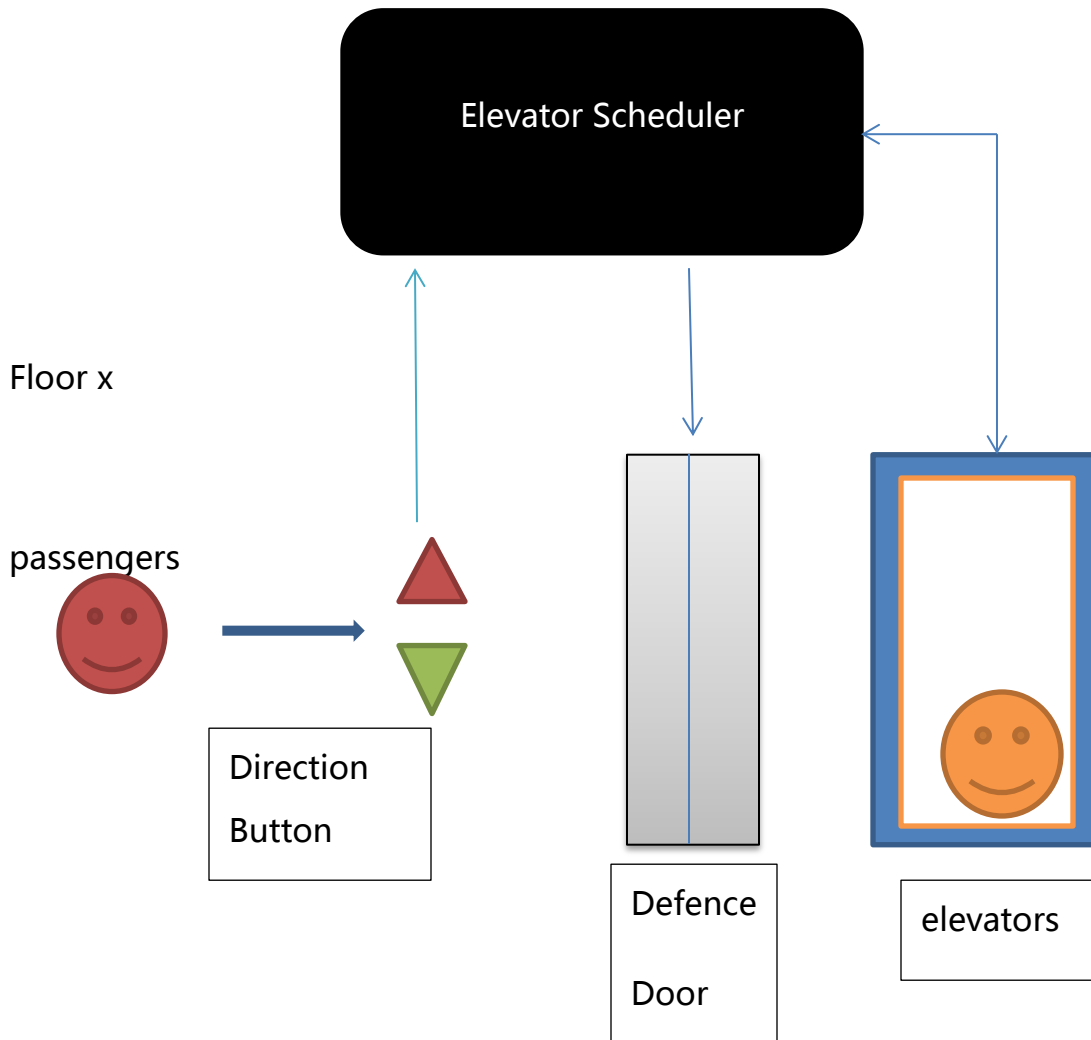 Elevator Scheduler
Floor x
passengers
Direction
Button
Defence
Door
elevators